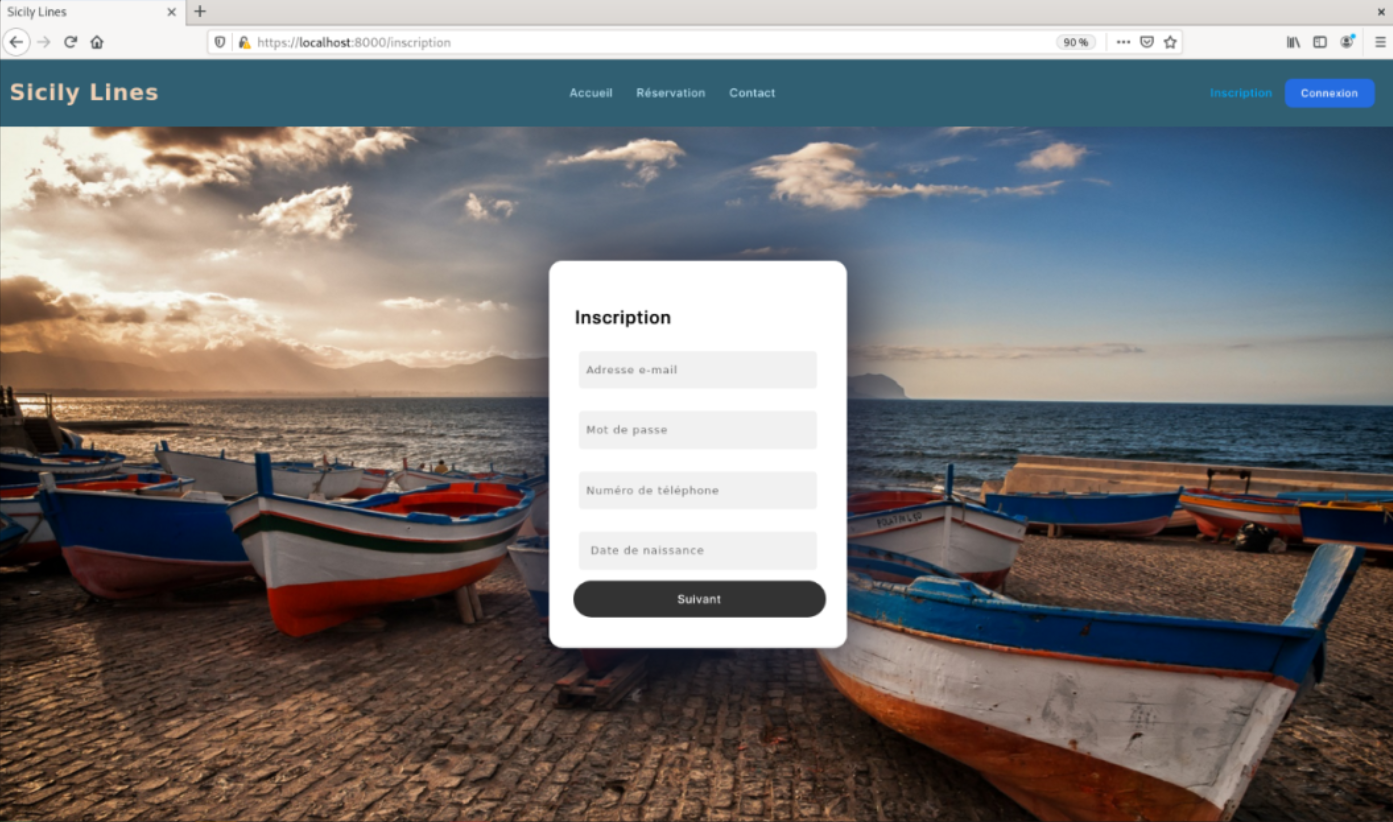 Sicily Lines
https://localhost:8000/inscription
90 %
Sicily Lines
Accueil Réservation Contact
Inscription Connexion
Inscription
Adresse e-mail
Mot de passe
Numéro de téléphone
Date de naissance
Suivant